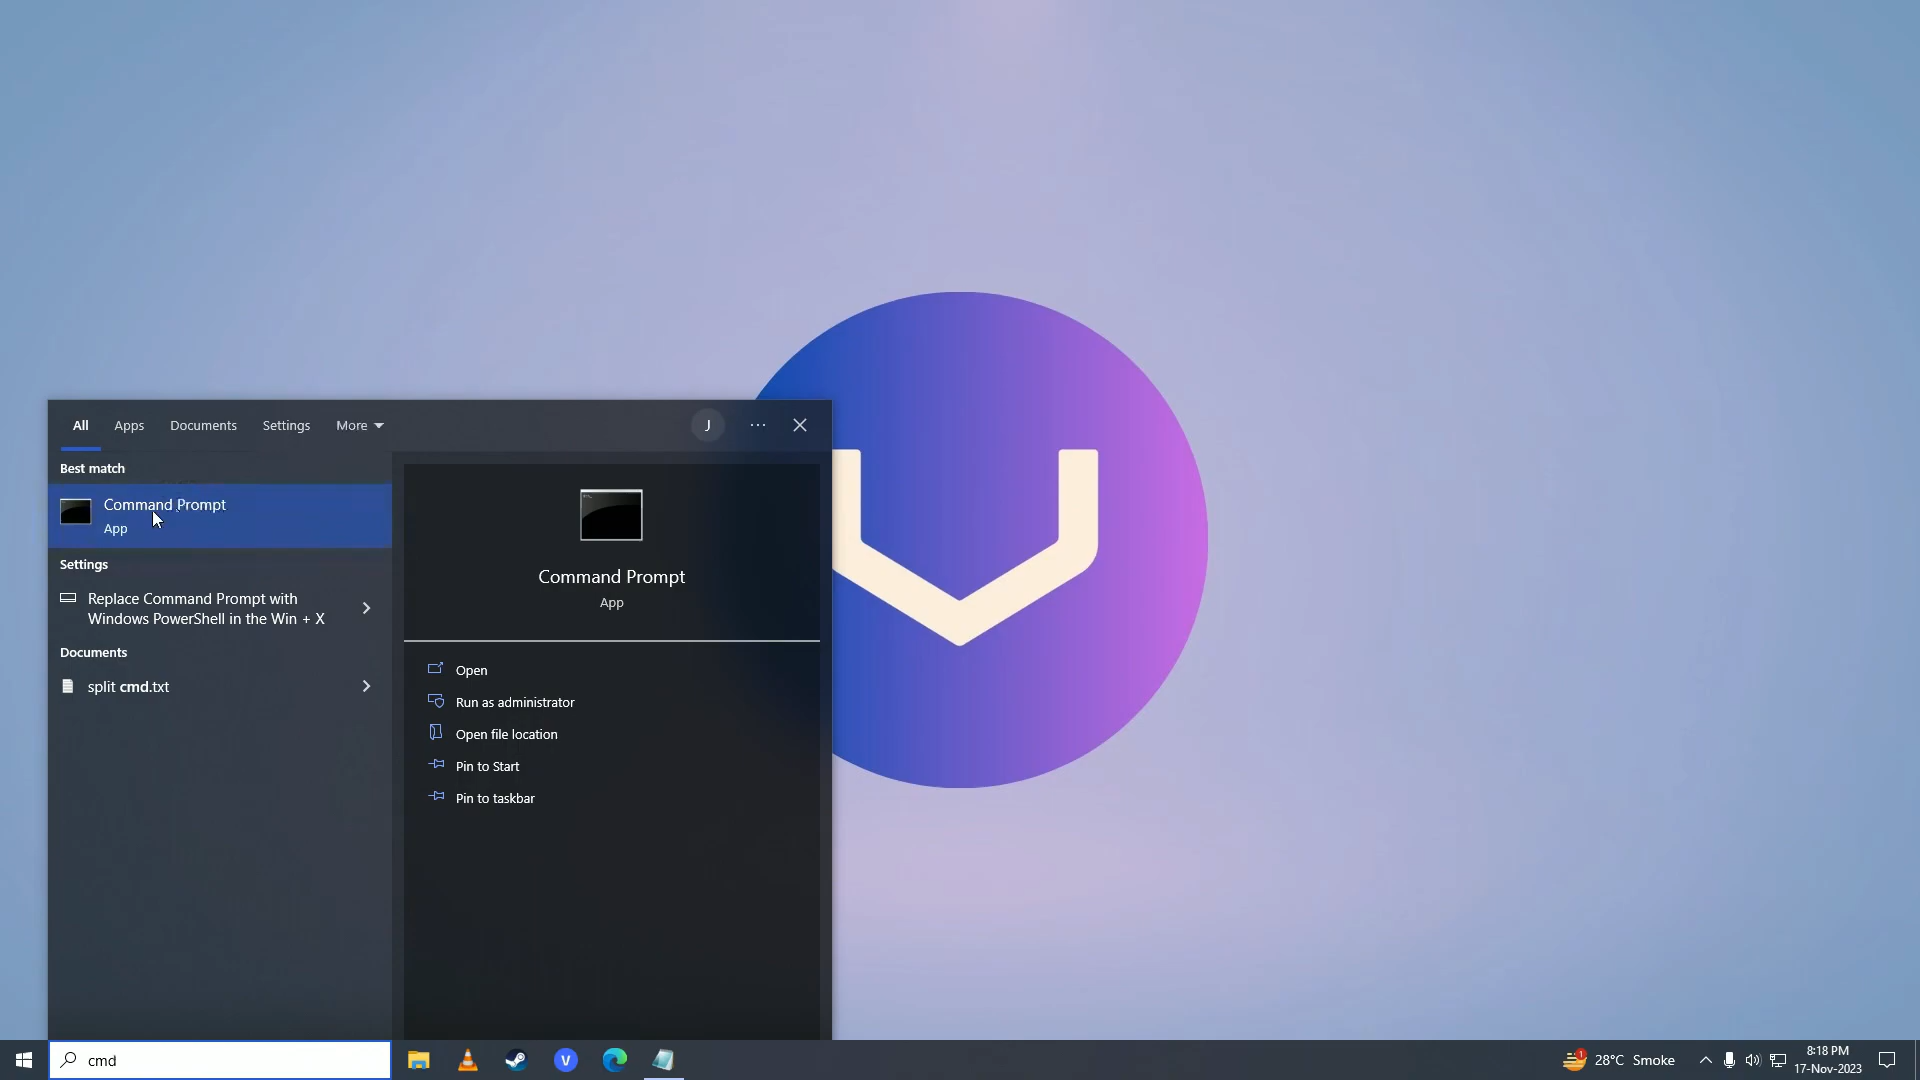 All Apps Documents Settings More J ···
Best match
Command Prompt
App
Settings
Replace Command Prompt with
Windows PowerShell in the Win + X
Documents
split cmd.txt
Command Prompt
App
Open
Run as administrator
Open file location
Pin to Start
Pin to taskbar
cmd
V
1
28°C Smoke
8:18 PM
17-Nov-2023